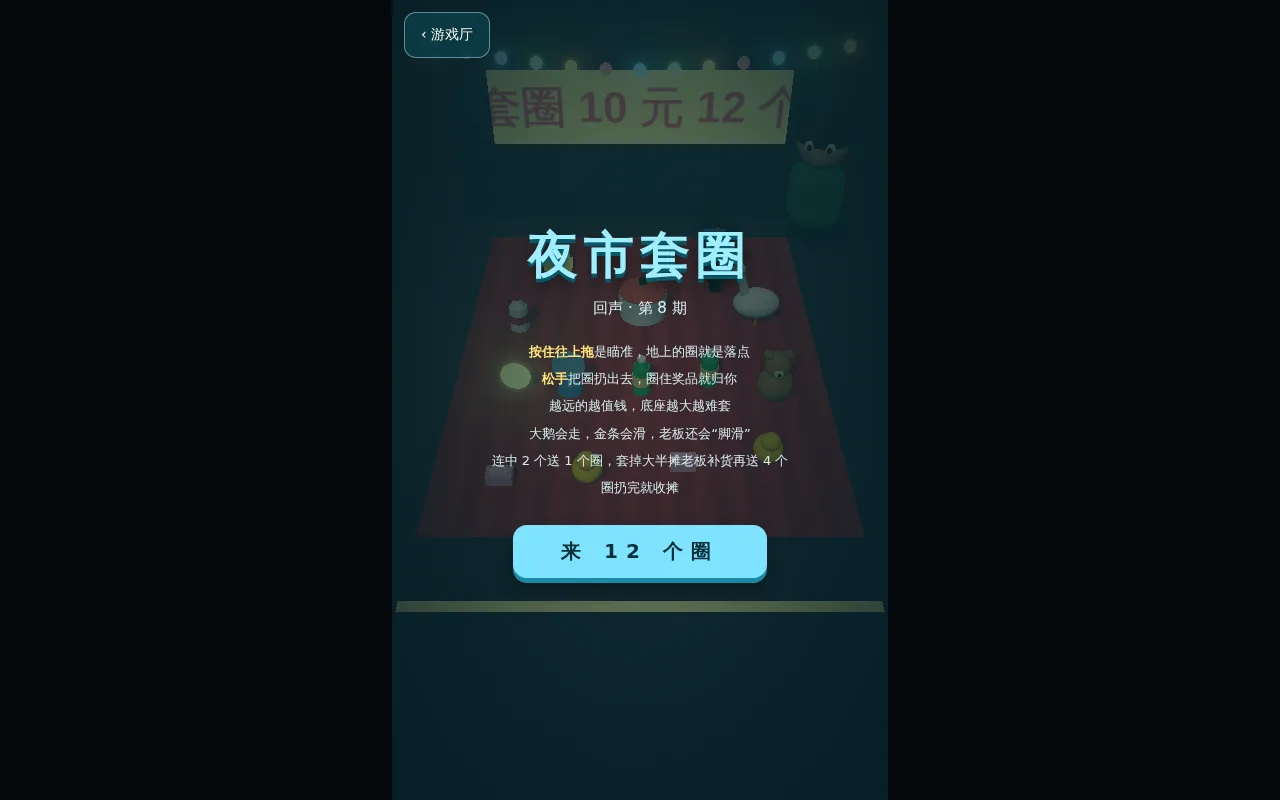 ‹ 游戏厅
套圈 10 元 12 个
夜市套圈
回声 · 第 8 期
按住往上拖是瞄准，地上的圈就是落点
松手把圈扔出去，圈住奖品就归你
越远的越值钱，底座越大越难套
大鹅会走，金条会滑，老板还会“脚滑”
连中 2 个送 1 个圈，套掉大半摊老板补货再送 4 个
圈扔完就收摊
来 12 个圈